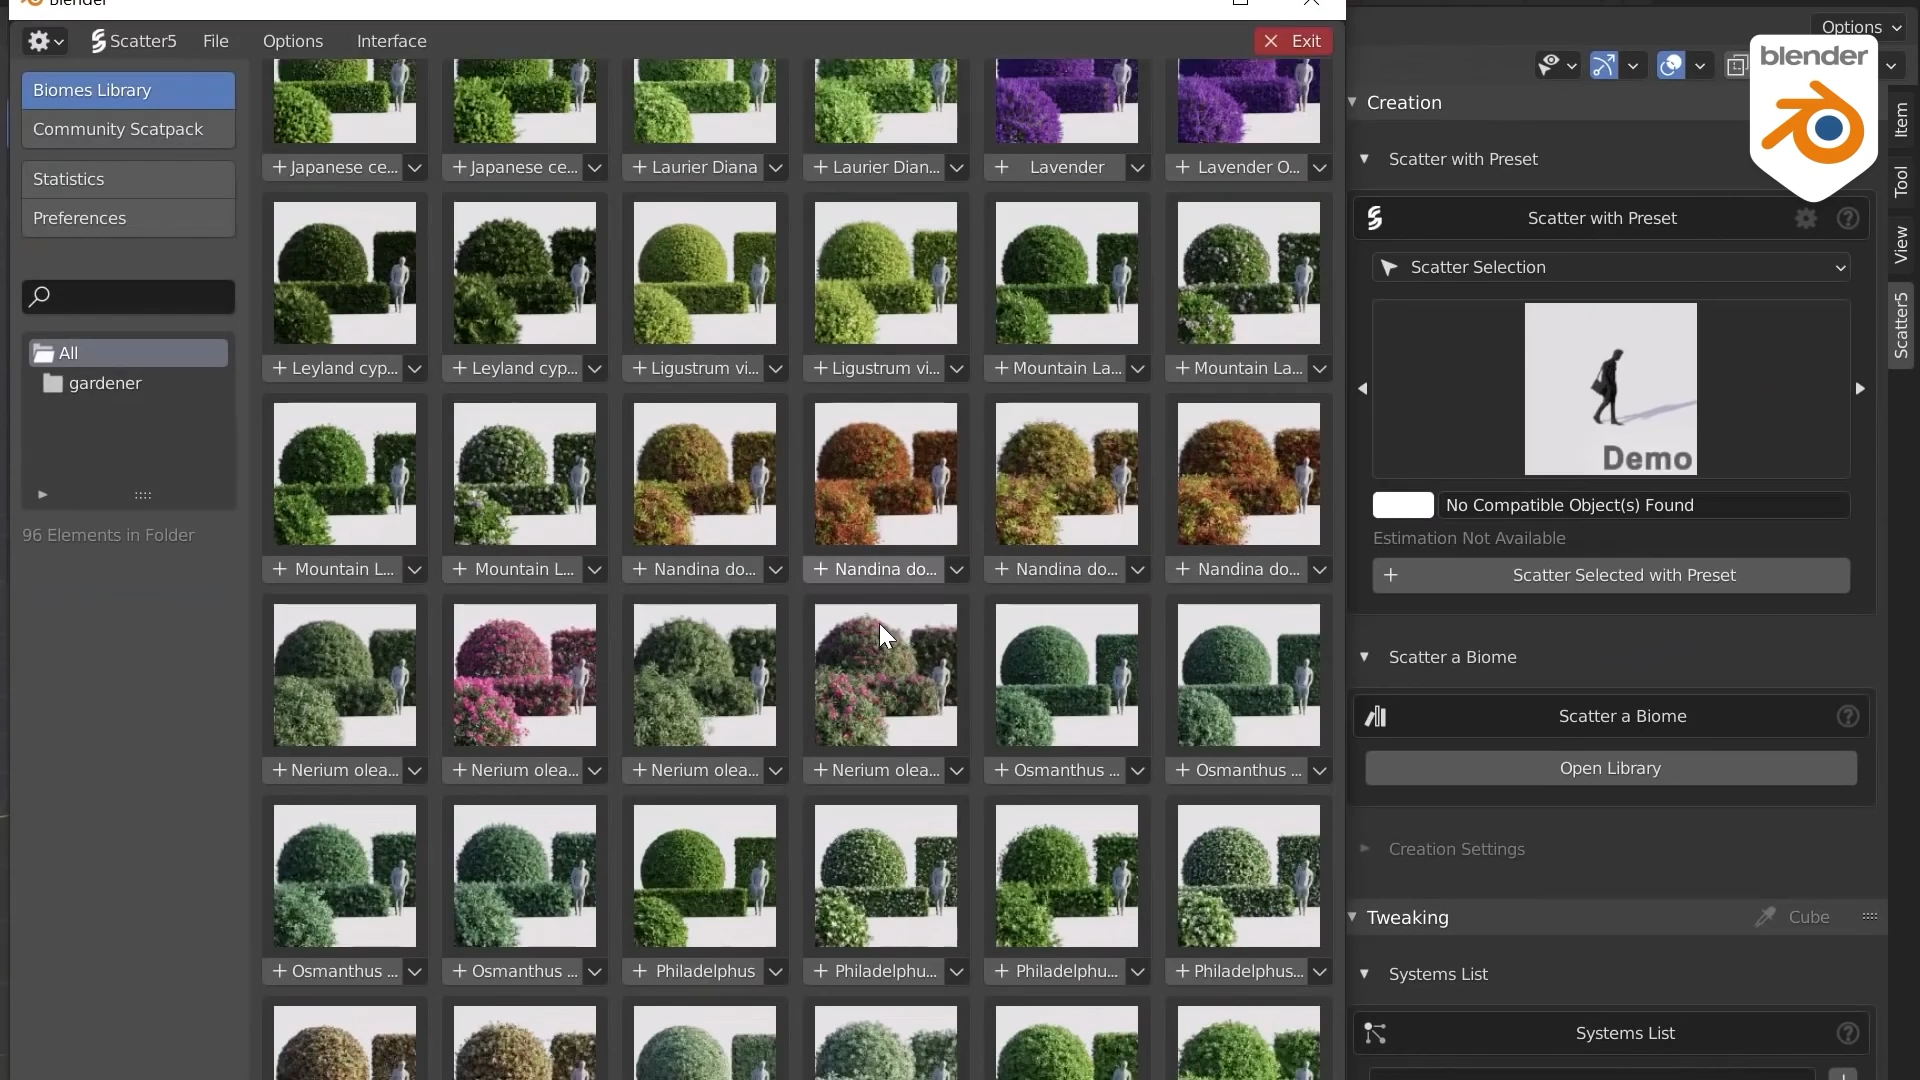 Blender
Scatter5
File
Options
Interface
Exit
Options
blender
Biomes Library
Community Scatpack
Statistics
Preferences
All
gardener
96 Elements in Folder
Japanese ce...
Japanese ce...
Laurier Diana
Laurier Dian...
Lavender
Lavender O...
Leyland cyp...
Leyland cyp...
Ligustrum vi...
Ligustrum vi...
Mountain La...
Mountain La...
Mountain L...
Mountain L...
Nandina do...
Nandina do...
Nandina do...
Nandina do...
Nerium olea...
Nerium olea...
Nerium olea...
Nerium olea...
Osmanthus ...
Osmanthus ...
Osmanthus ...
Osmanthus ...
Philadelphus
Philadelphu...
Philadelphu...
Philadelphus...
Creation
Scatter with Preset
Scatter with Preset
Scatter Selection
Demo
No Compatible Object(s) Found
Estimation Not Available
Scatter Selected with Preset
Scatter a Biome
Scatter a Biome
Open Library
Creation Settings
Tweaking
Cube
Systems List
Systems List
Item
Tool
View
Scatter5